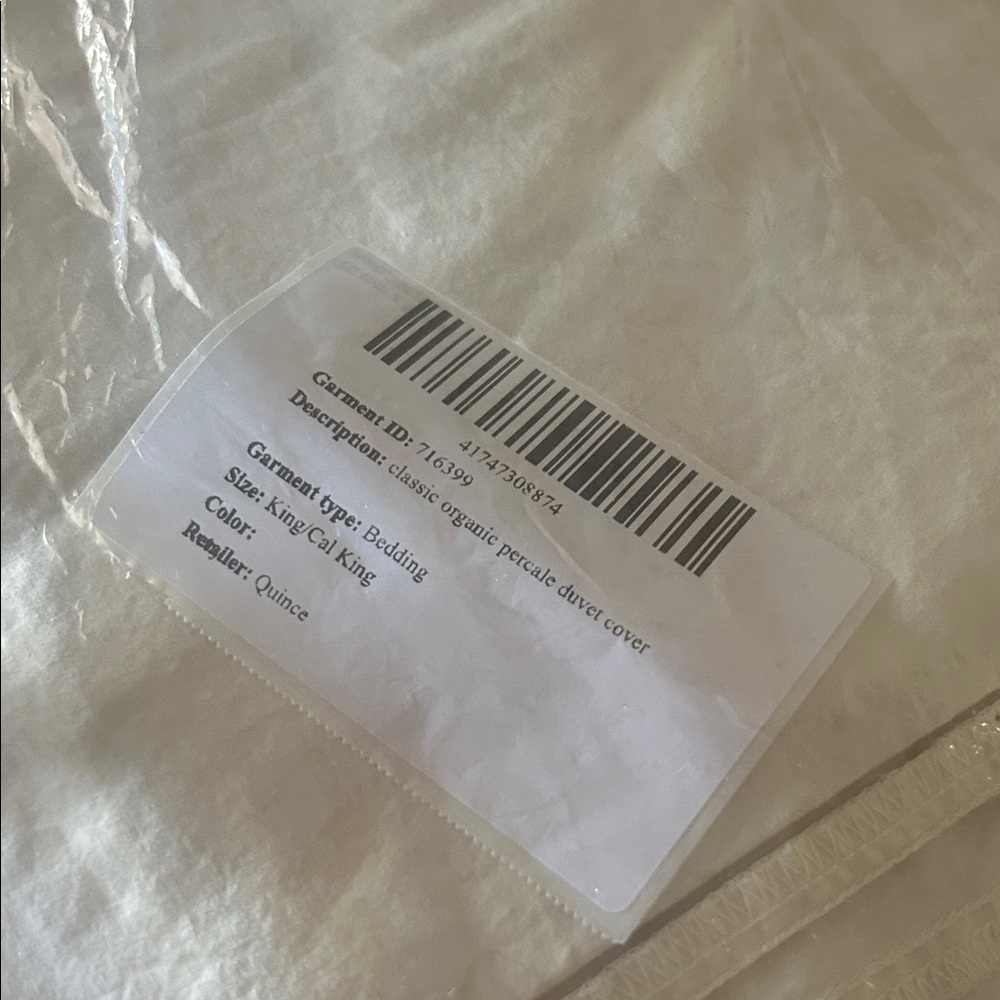 41747308874
Garment ID: 716399
Description: classic organic percale duvet cover
Garment type: Bedding
Size: King/Cal King
Color:
Retailer: Quince